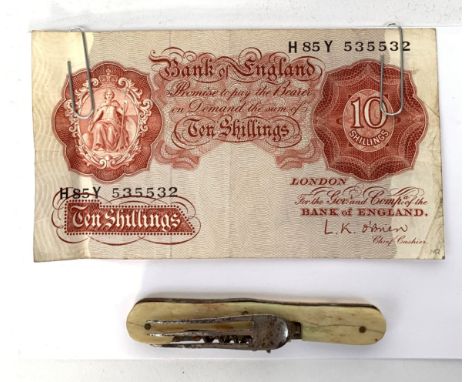 H85Y 535532
Bank of England
Promise to pay the Bearer
on Demand the sum of
Ten Shillings
10
SHILLINGS
H85Y 535532
Ten Shillings
LONDON
For the Govr. and Compa. of the
BANK OF ENGLAND.
L.K. O'Brien
Chief Cashier